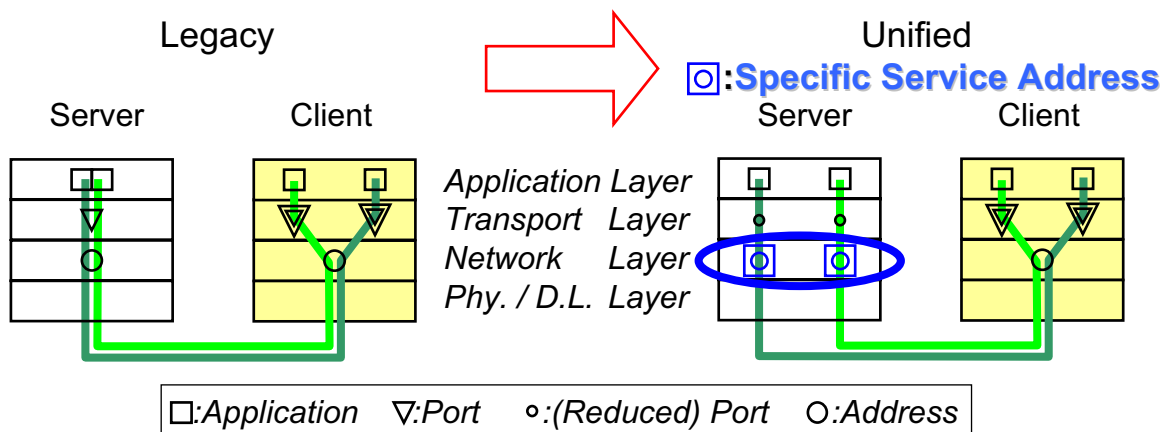 Legacy
Unified
:Specific Service Address
Server
Client
Server
Client
Application Layer
Transport Layer
Network Layer
Phy. / D.L. Layer
:Application :Port :(Reduced) Port :Address